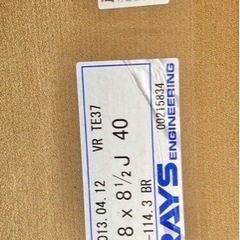 VR TE37
013.04.12
8 x 8½J 40
-114.3 BR
RAYS
ENGINEERING
00215834